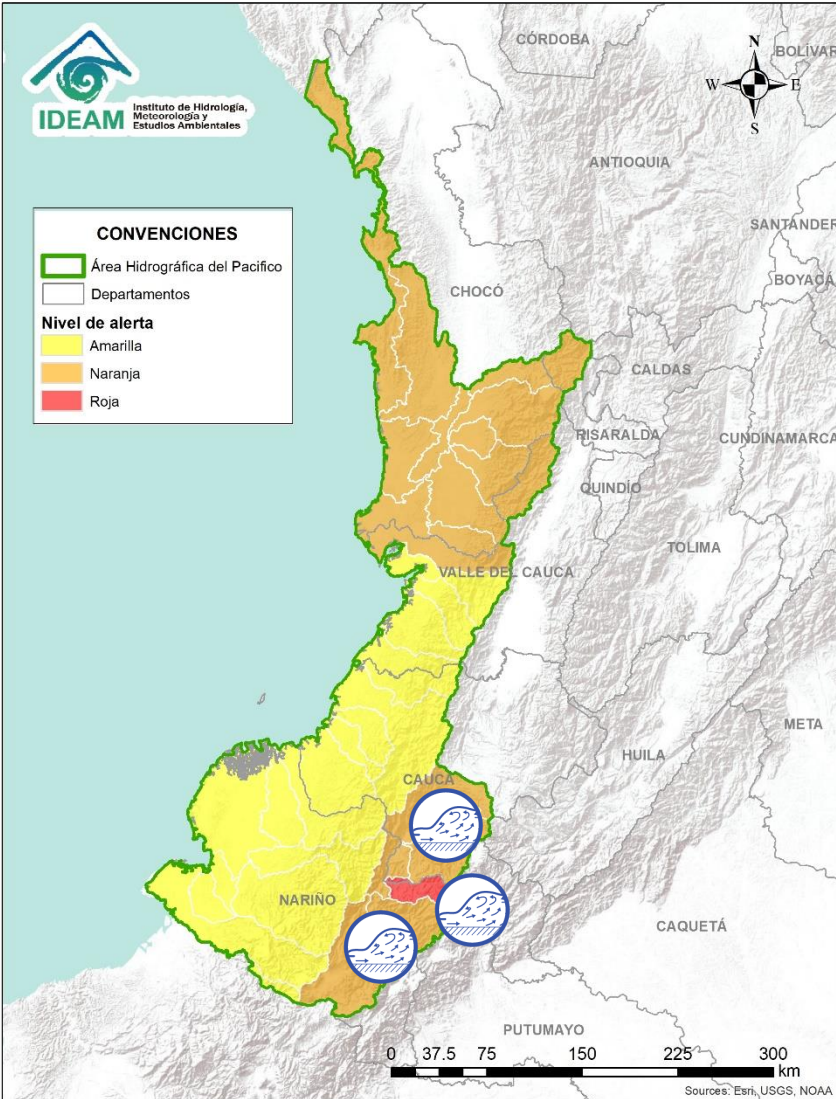 IDEAM
Instituto de Hidrología,
Meteorología y
Estudios Ambientales
CÓRDOBA
BOLÍVAR
N
W
E
S
ANTIOQUIA
SANTANDER
BOYACÁ
CONVENCIONES
Área Hidrográfica del Pacifico
Departamentos
Nivel de alerta
Amarilla
Naranja
Roja
CHOCÓ
CALDAS
RISARALDA
CUNDINAMARCA
QUINDÍO
TOLIMA
VALLE DEL CAUCA
META
HUILA
CAUCA
NARIÑO
CAQUETÁ
PUTUMAYO
0 37.5 75 150 225 300
km
Sources: Esri, USGS, NOAA